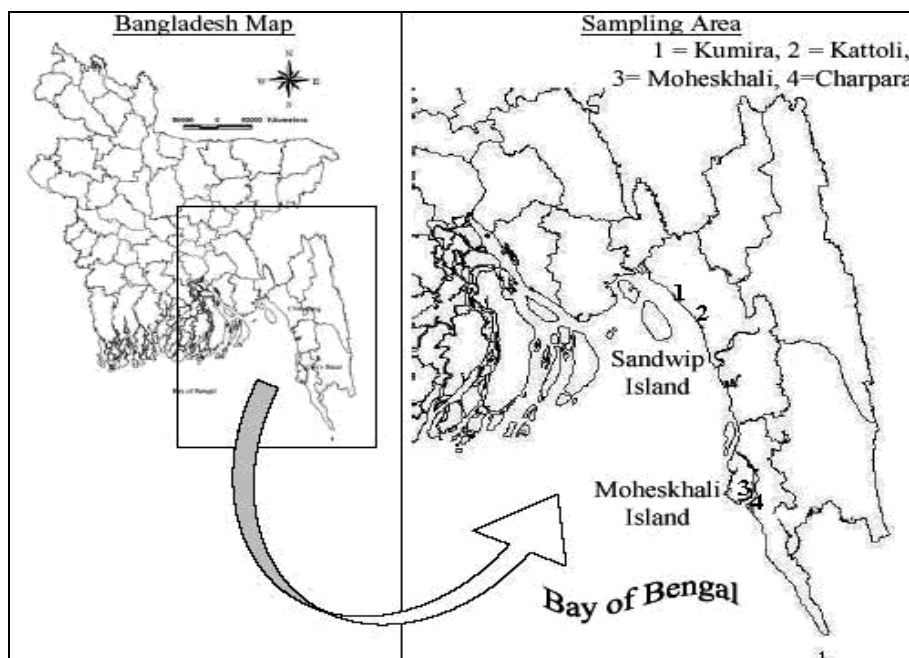 Bangladesh Map
N
W E
S
0 Kilometers
Bay of Bengal
Sampling Area
1 = Kumira, 2 = Kattoli,
3= Moheskhali, 4=Charpara
1
2
Sandwip
Island
Moheskhali
Island
3
4
Bay of Bengal